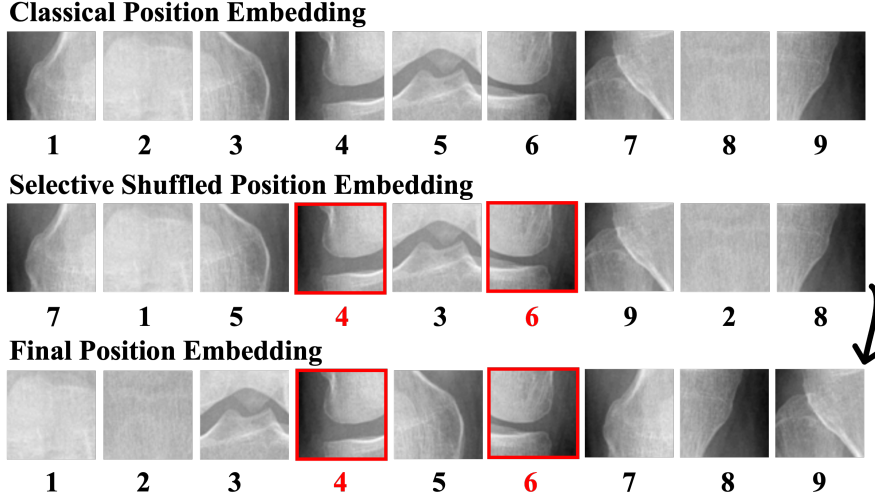 Classical Position Embedding
1 2 3 4 5 6 7 8 9
Selective Shuffled Position Embedding
7 1 5 4 3 6 9 2 8
Final Position Embedding
1 2 3 4 5 6 7 8 9